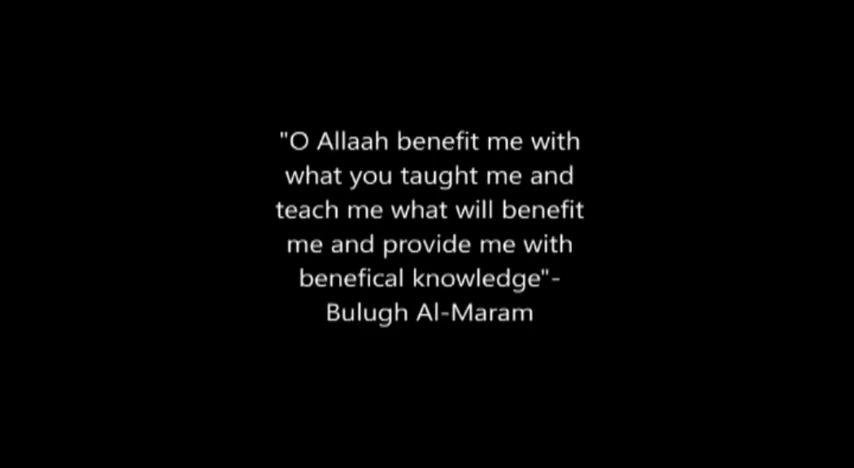 "O Allaah benefit me with
what you taught me and
teach me what will benefit
me and provide me with
benefical knowledge"-
Bulugh Al-Maram